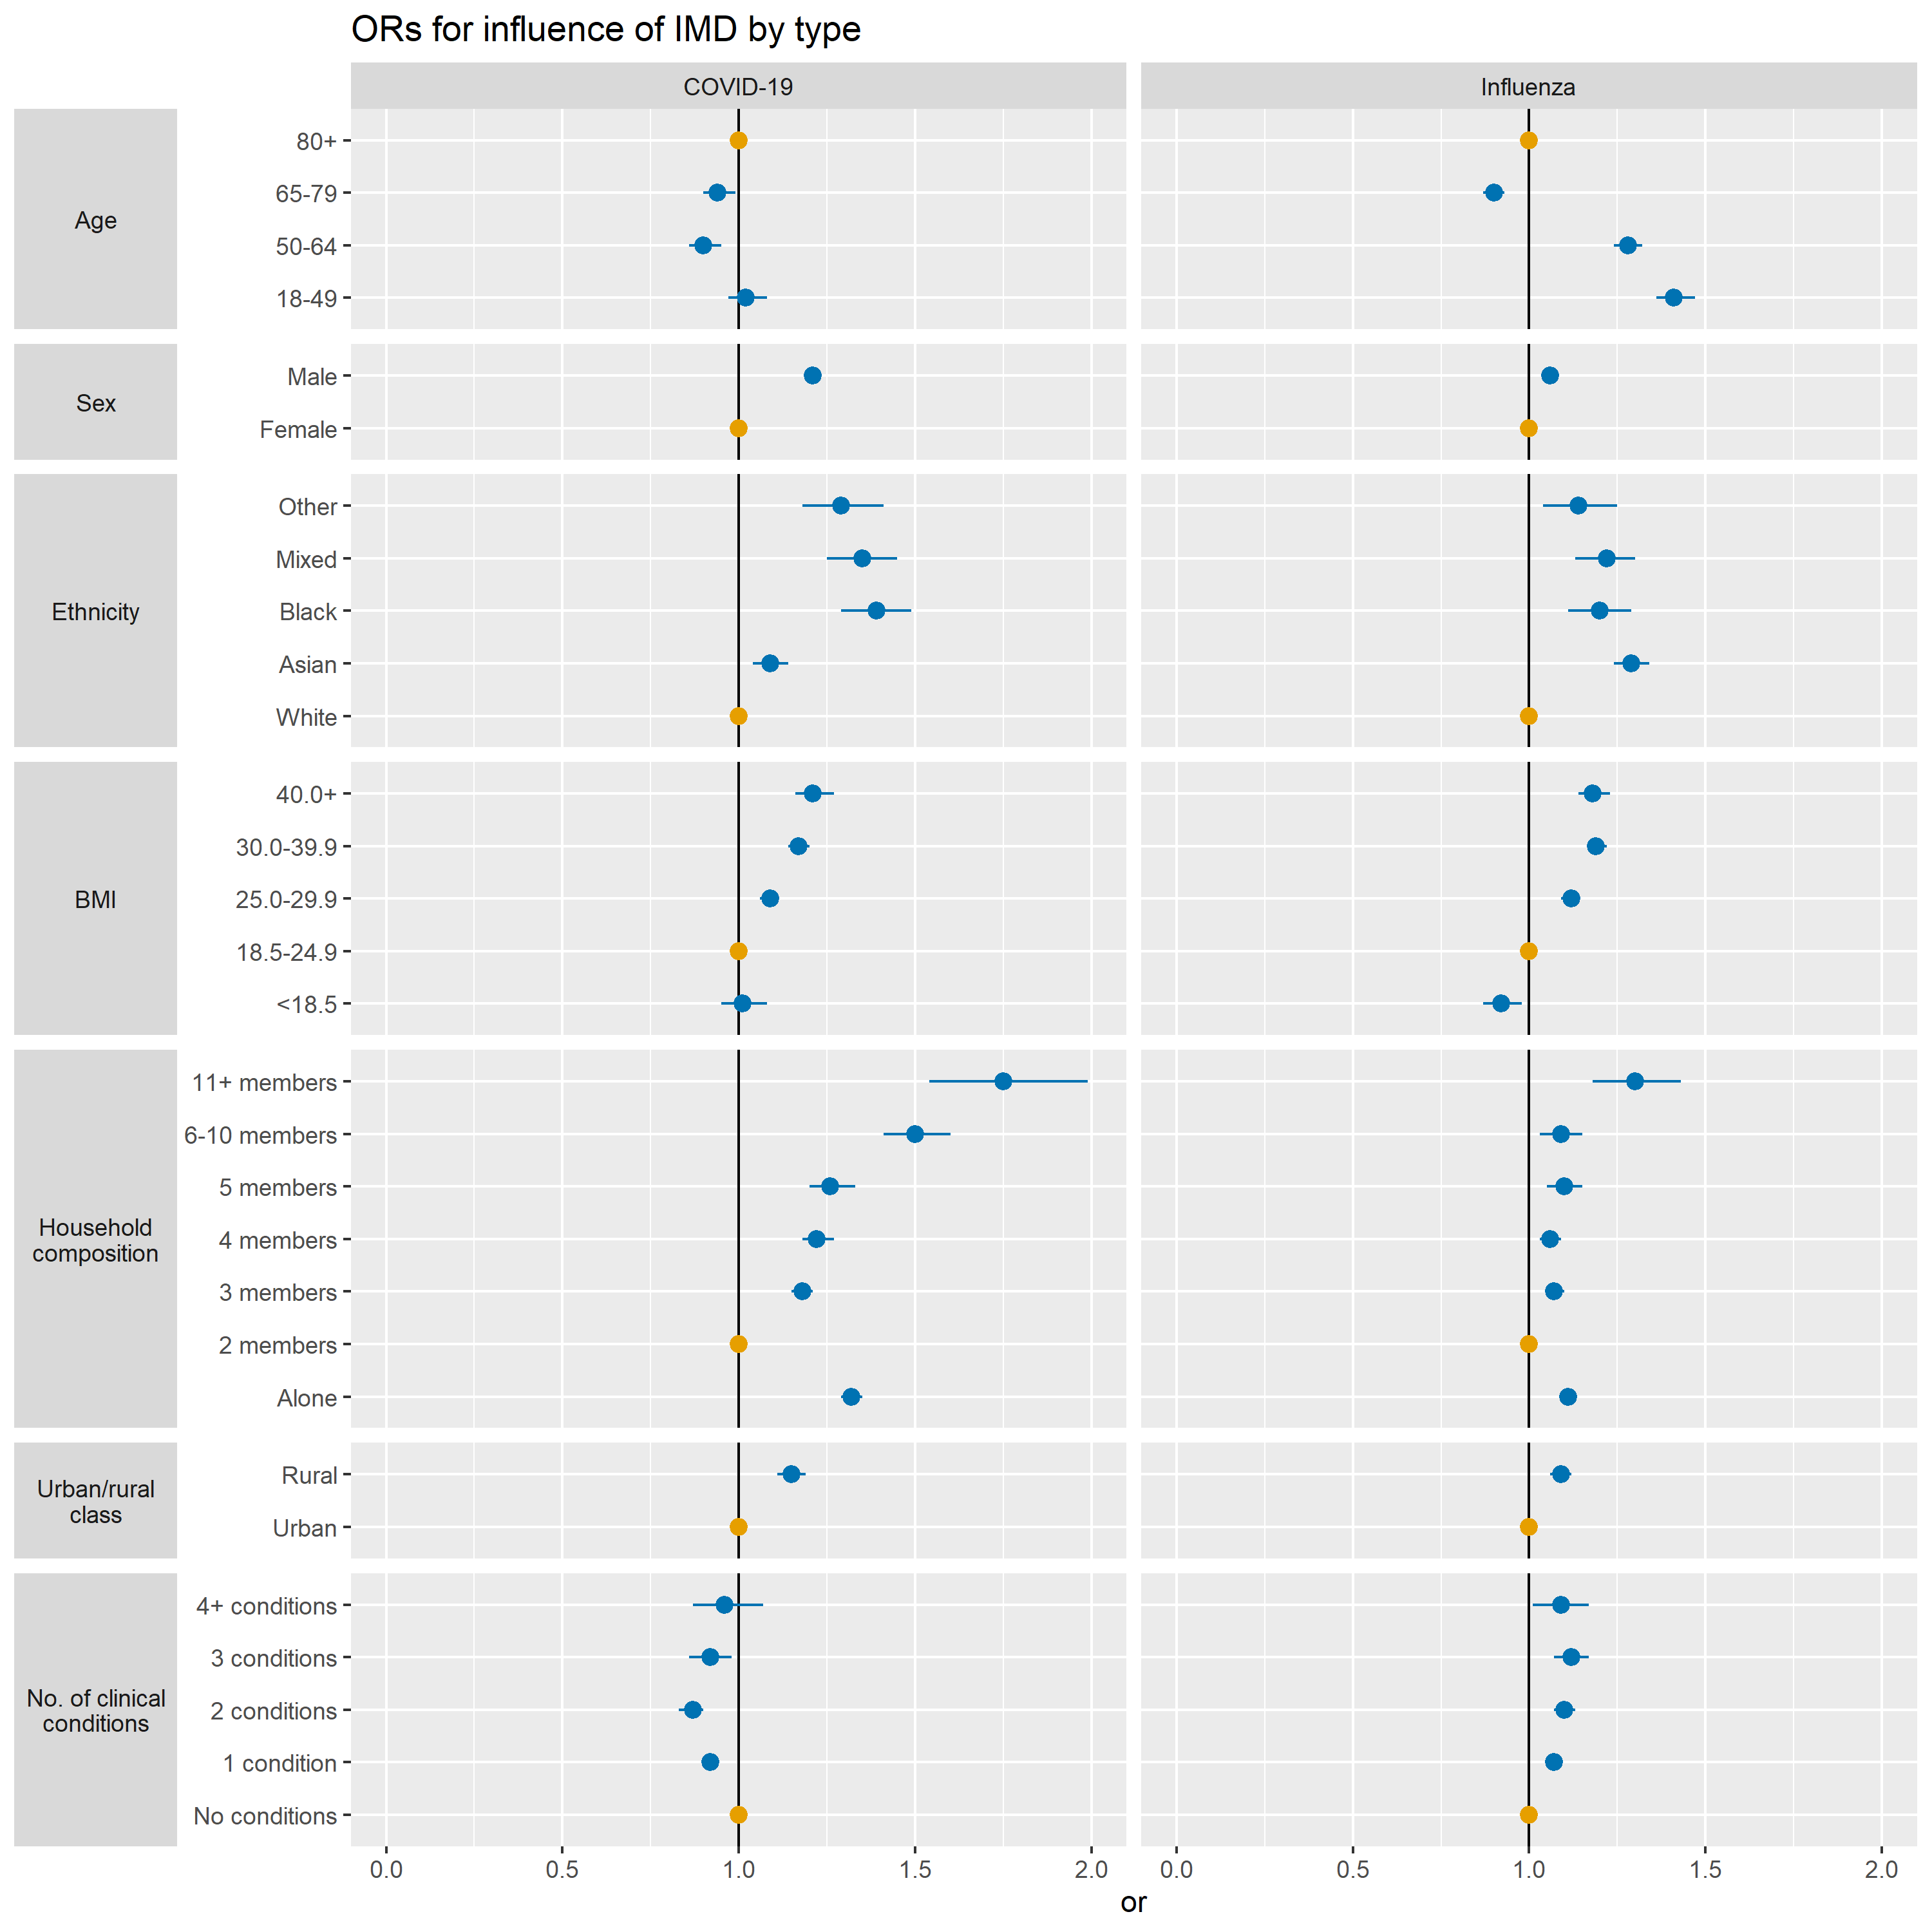 ORs for influence of IMD by type
COVID-19
Influenza
Age
80+
65-79
50-64
18-49
Sex
Male
Female
Ethnicity
Other
Mixed
Black
Asian
White
BMI
40.0+
30.0-39.9
25.0-29.9
18.5-24.9
<18.5
Household
composition
11+ members
6-10 members
5 members
4 members
3 members
2 members
Alone
Urban/rural
class
Rural
Urban
No. of clinical
conditions
4+ conditions
3 conditions
2 conditions
1 condition
No conditions
0.0 0.5 1.0 1.5 2.0
0.0 0.5 1.0 1.5 2.0
or